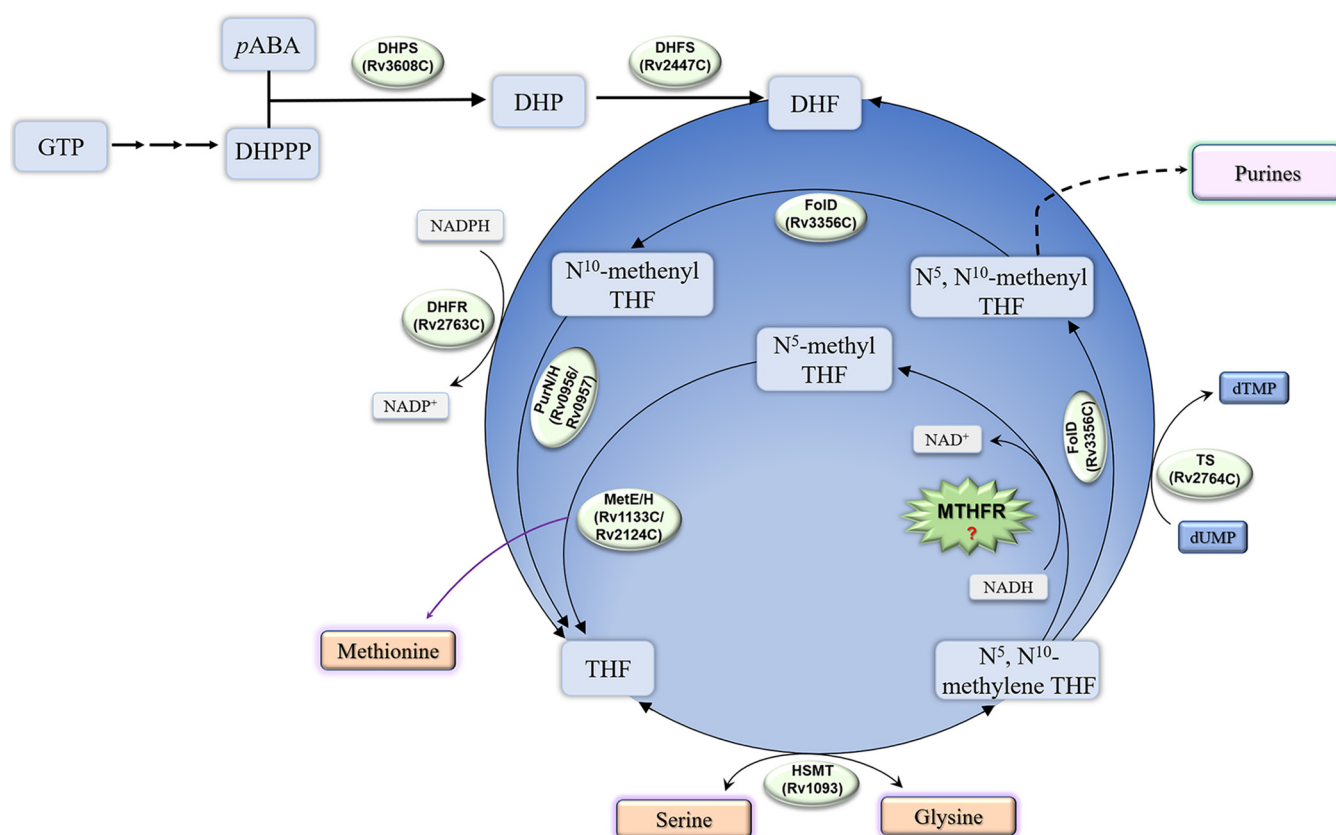 pABA
DHPS
(Rv3608C)
DHFS
(Rv2447C)
GTP
DHPPP
DHP
DHF
Purines
FolD
(Rv3356C)
NADPH
N¹⁰-methenyl
THF
N⁵, N¹⁰-methenyl
THF
DHFR
(Rv2763C)
N⁵-methyl
THF
NADP⁺
PurN/H
(Rv0956/
Rv0957)
NAD⁺
FolD
(Rv3356C)
dTMP
TS
(Rv2764C)
dUMP
MetE/H
(Rv1133C/
Rv2124C)
MTHFR
?
NADH
Methionine
THF
N⁵, N¹⁰-
methylene THF
HSMT
(Rv1093)
Serine
Glysine